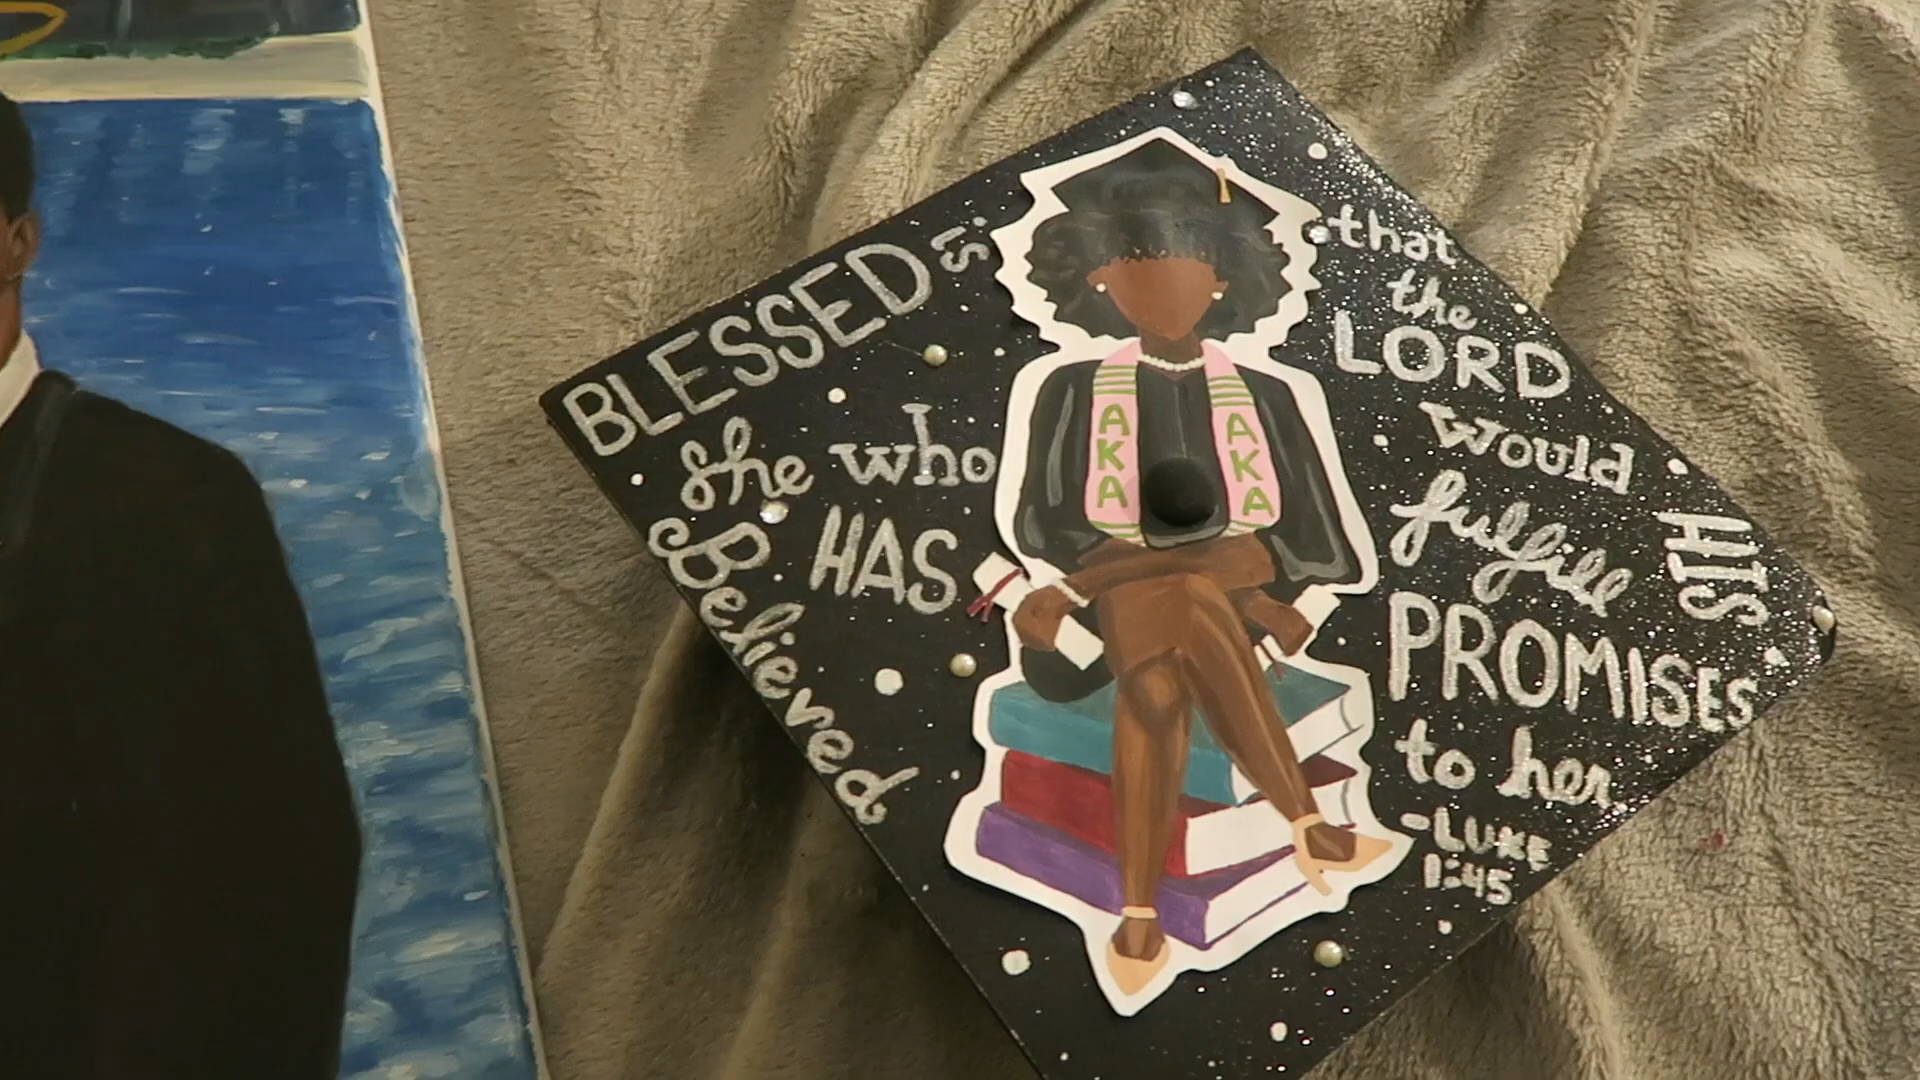 BLESSED is
she who
HAS
Believed
that
the
LORD
would
fulfill
HIS
PROMISES
to her
-LUKE
1:45
AKA
AKA